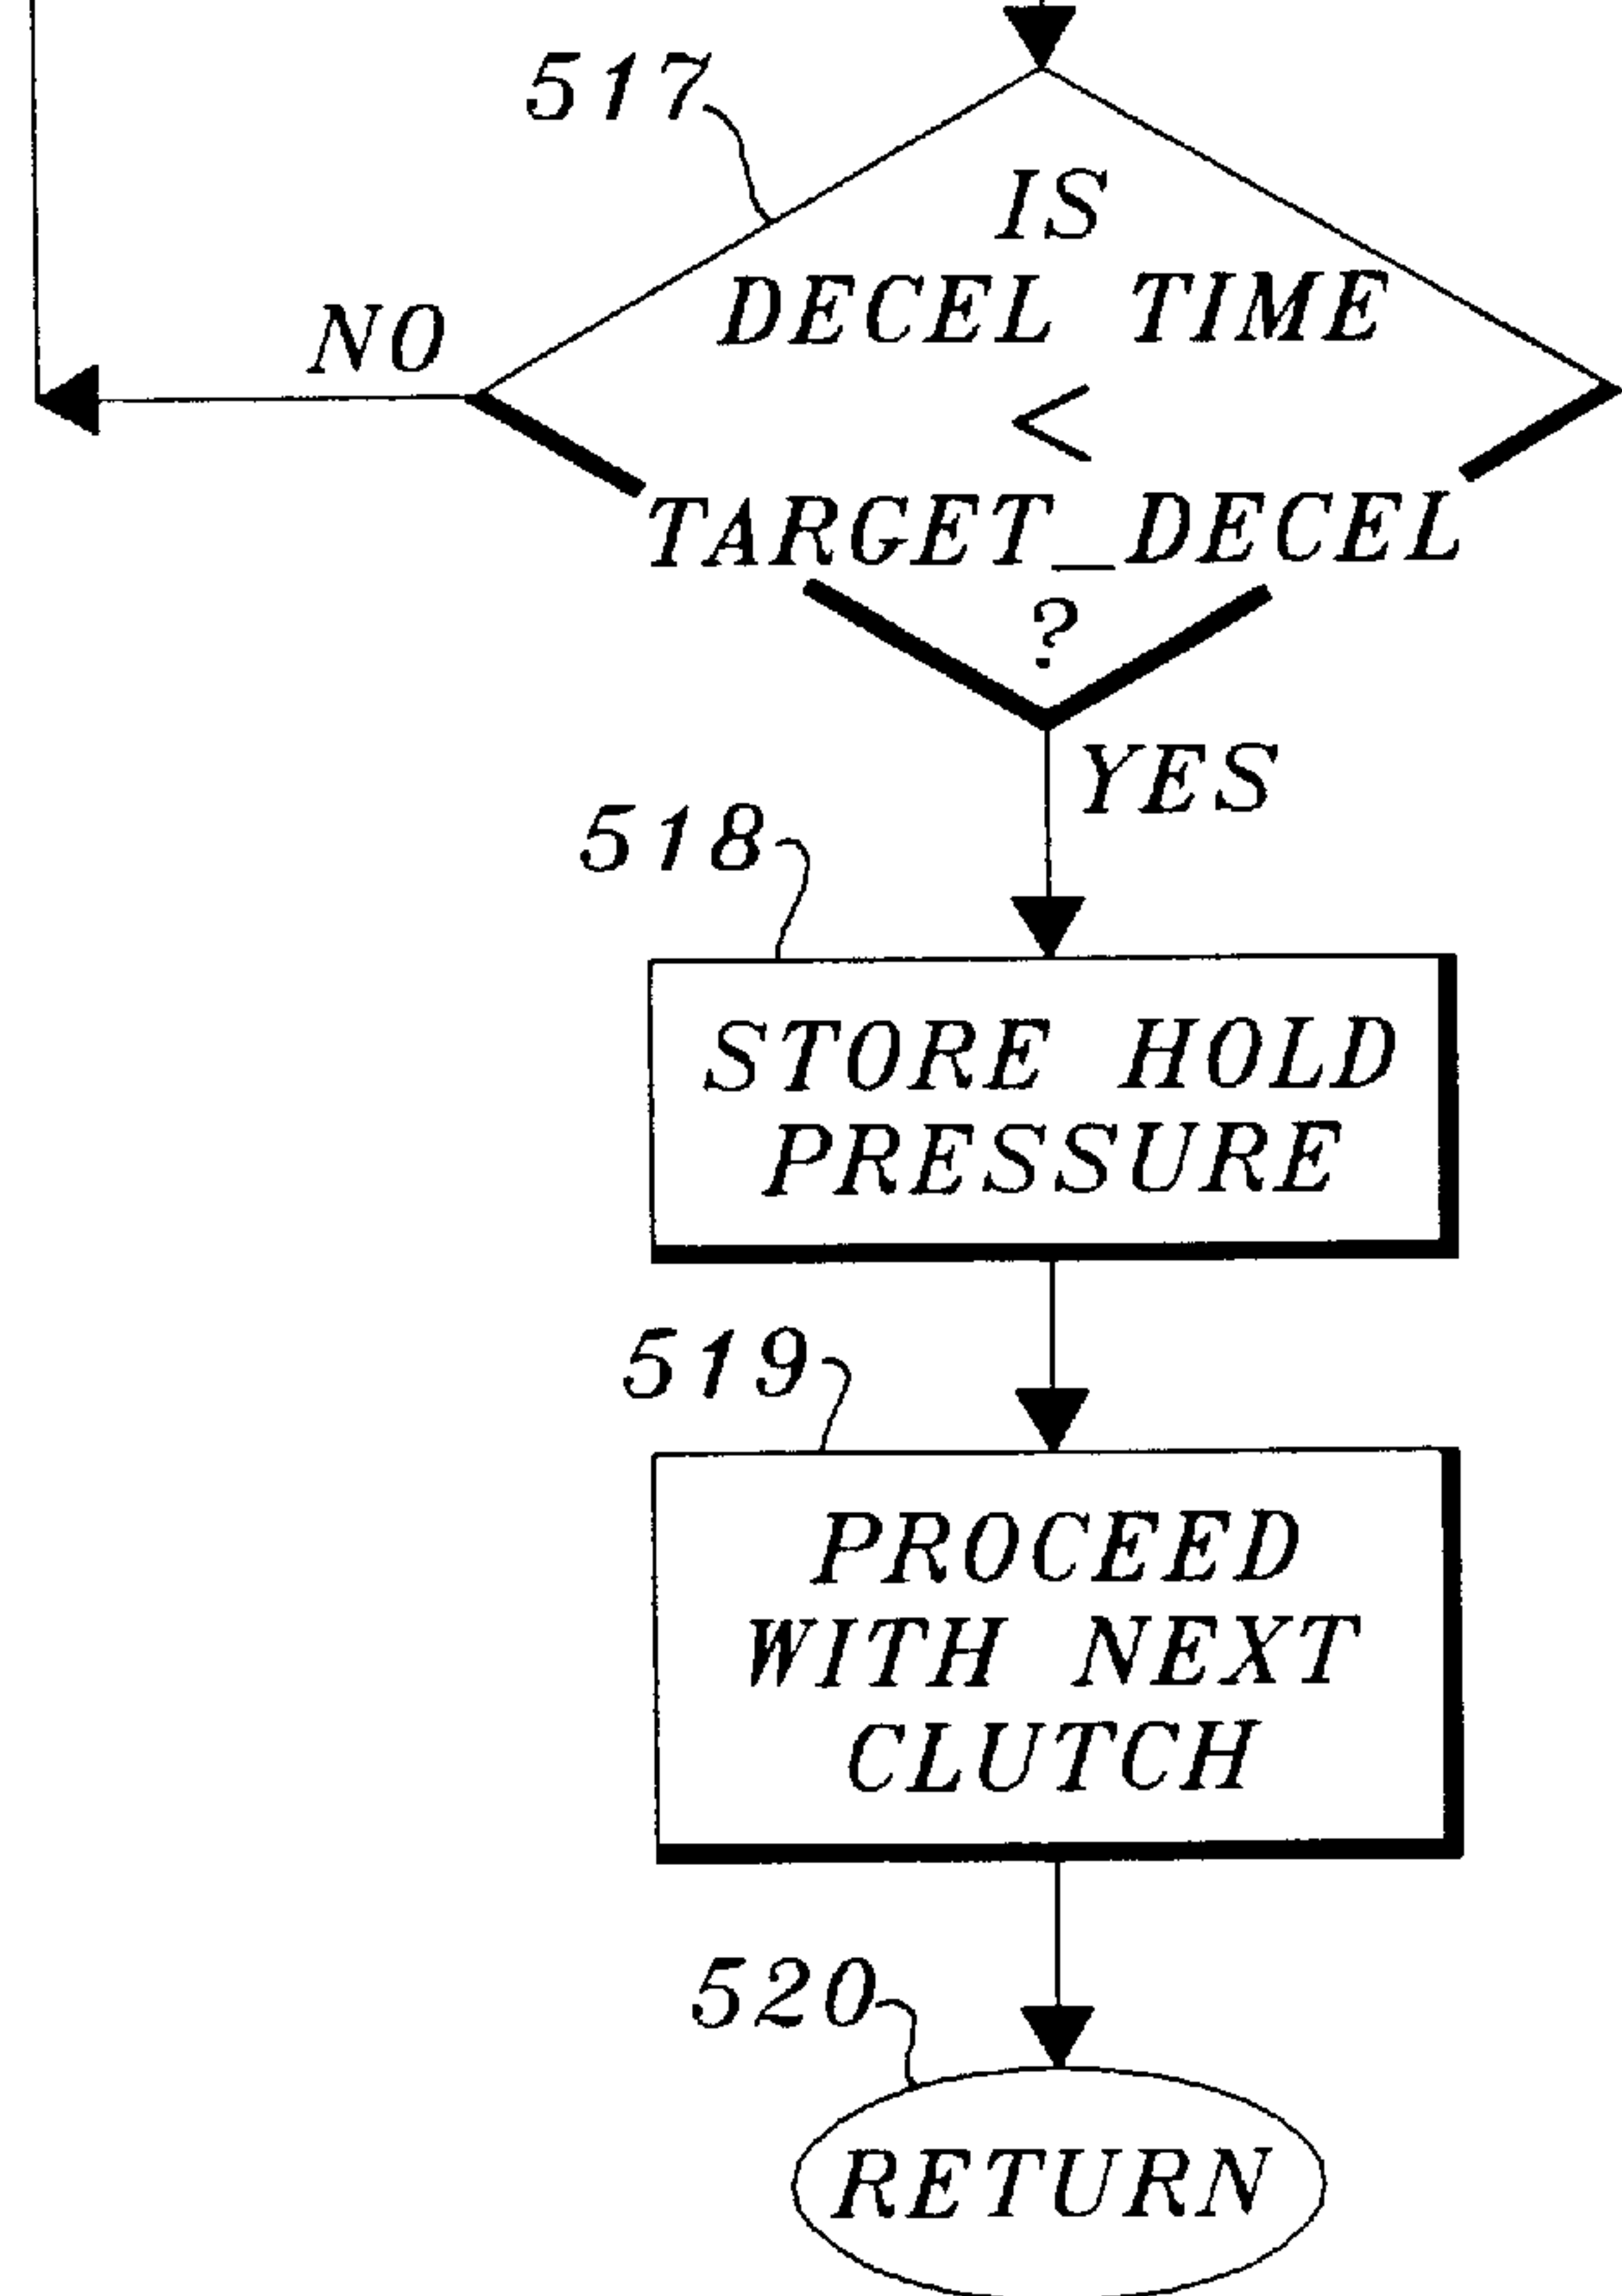 517
IS
DECEL TIME
<
TARGET_DECEL
?
NO
YES
518
STORE HOLD
PRESSURE
519
PROCEED
WITH NEXT
CLUTCH
520
RETURN